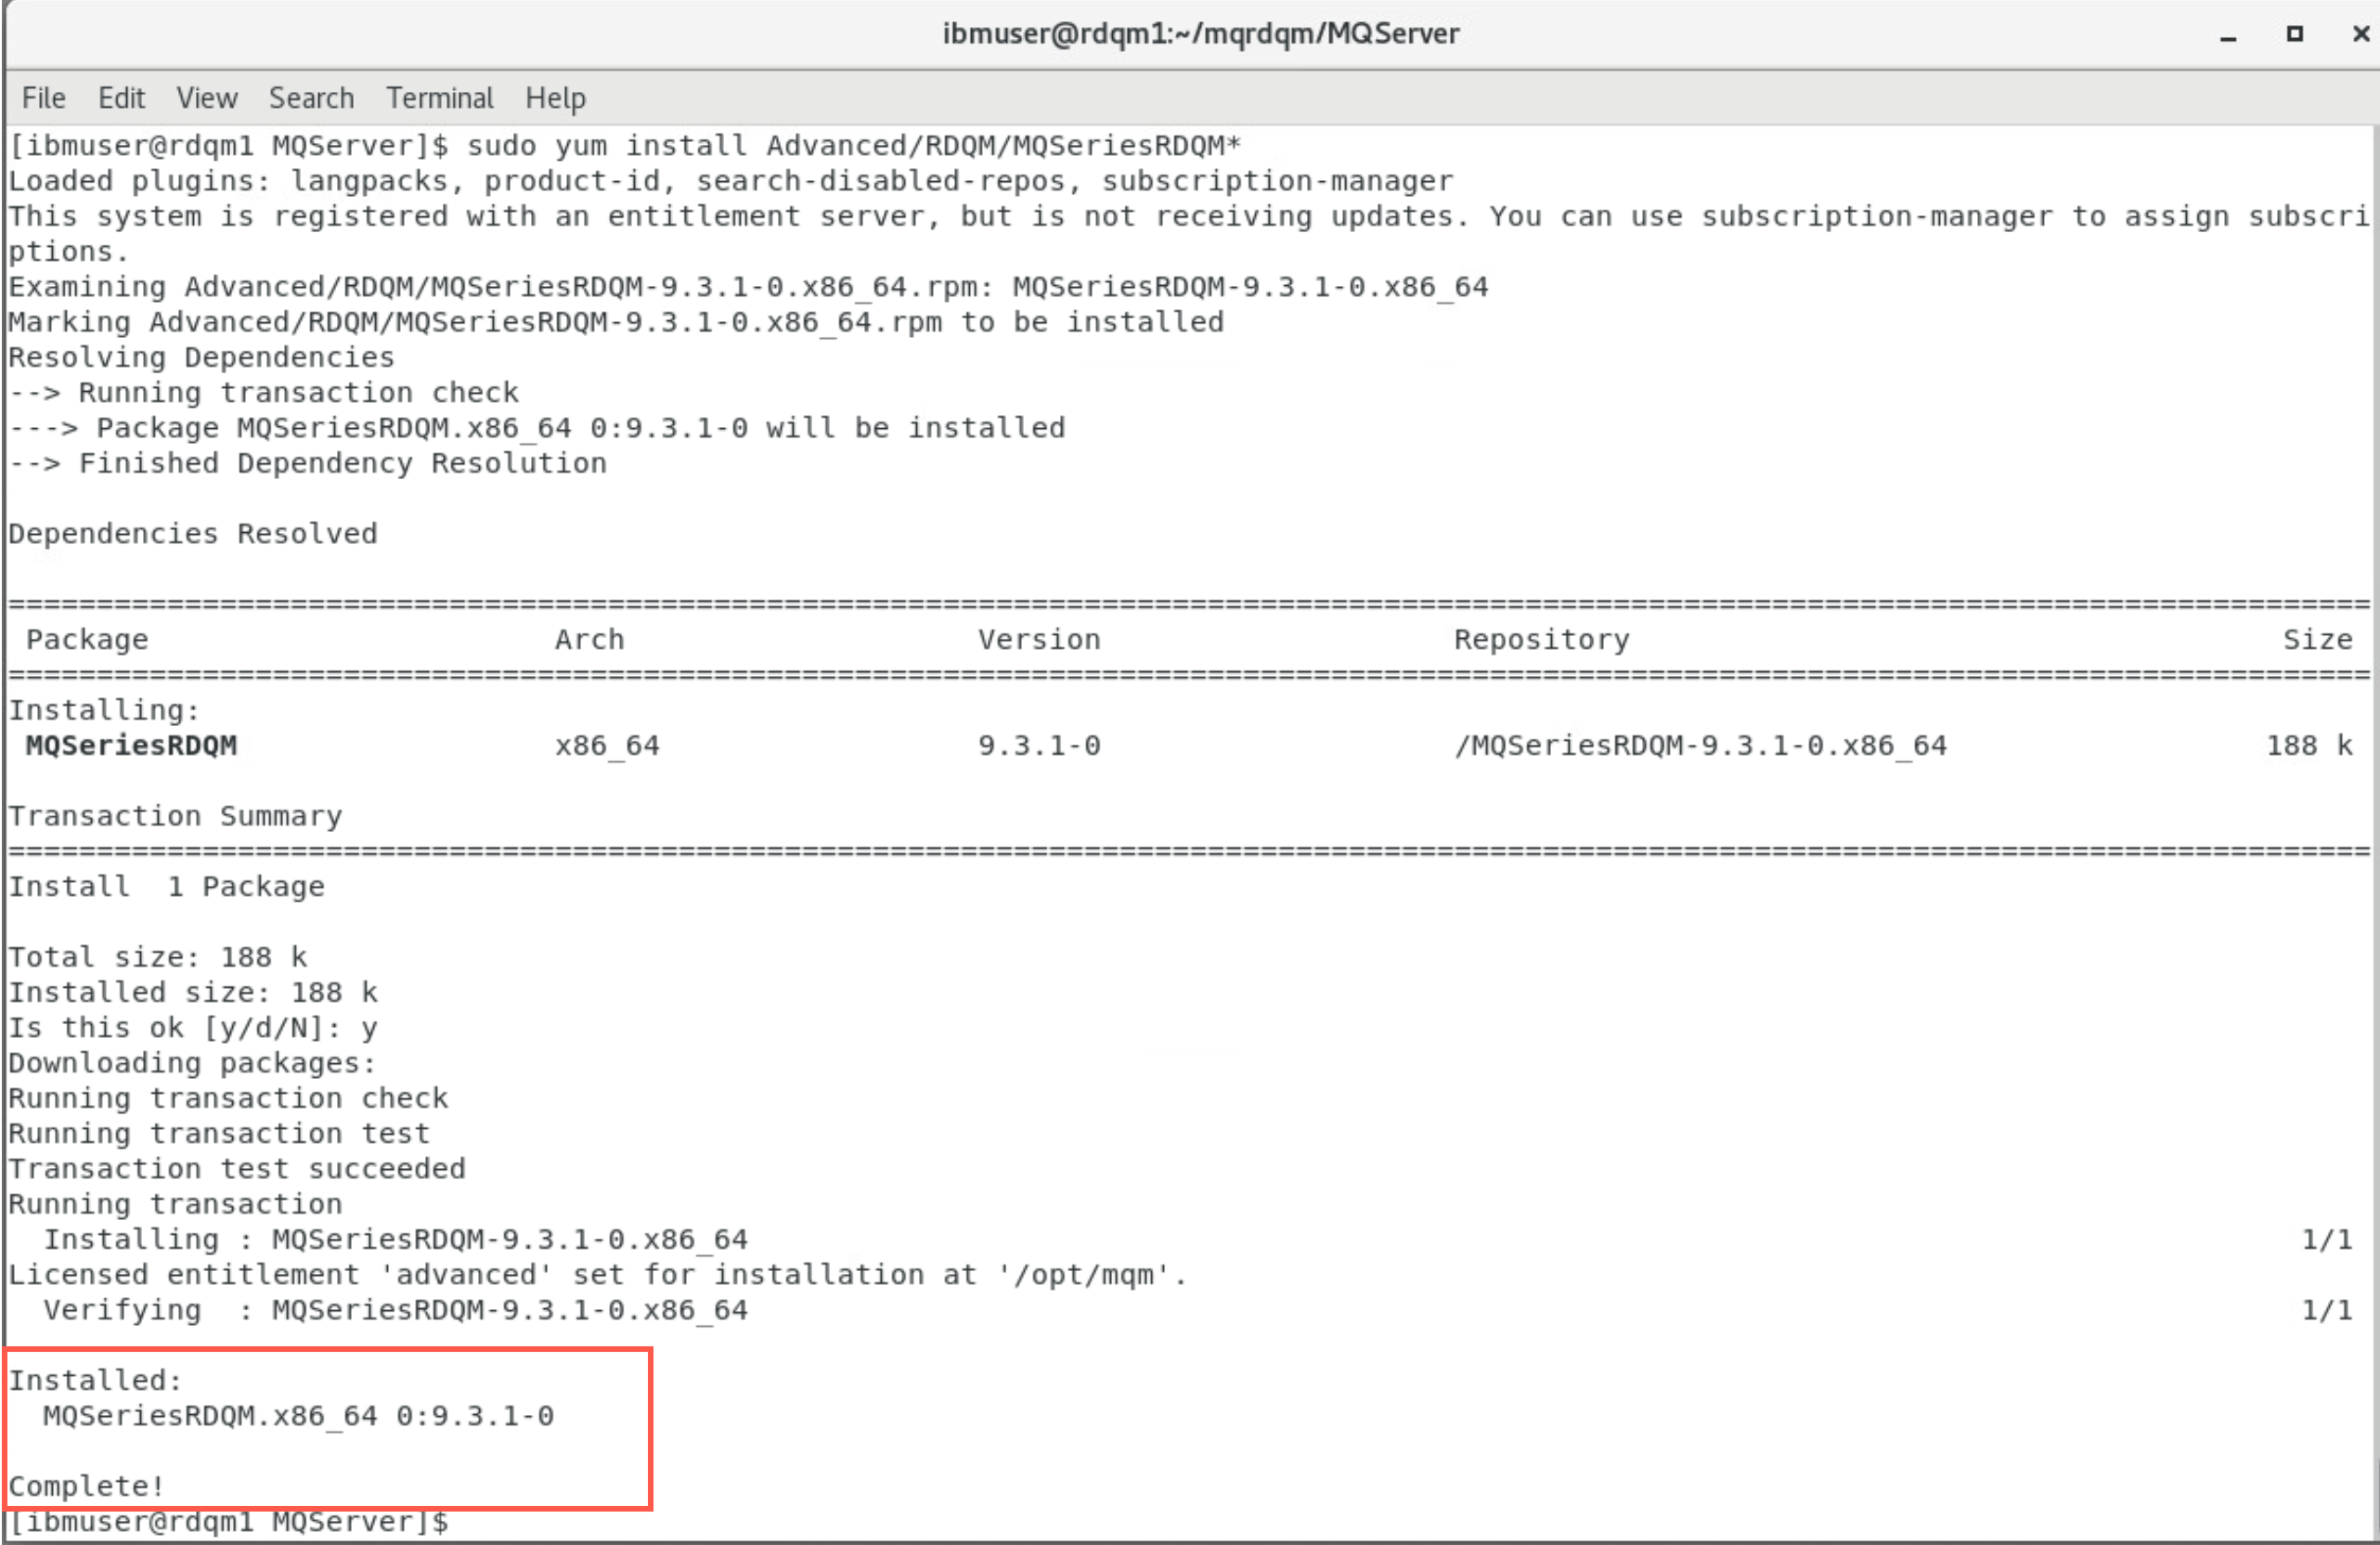 ibmuser@rdqm1:~/mqrdqm/MQServer
File Edit View Search Terminal Help
[ibmuser@rdqm1 MQServer]$ sudo yum install Advanced/RDQM/MQSeriesRDQM*
Loaded plugins: langpacks, product-id, search-disabled-repos, subscription-manager
This system is registered with an entitlement server, but is not receiving updates. You can use subscription-manager to assign subscri
ptions.
Examining Advanced/RDQM/MQSeriesRDQM-9.3.1-0.x86_64.rpm: MQSeriesRDQM-9.3.1-0.x86_64
Marking Advanced/RDQM/MQSeriesRDQM-9.3.1-0.x86_64.rpm to be installed
Resolving Dependencies
--> Running transaction check
---> Package MQSeriesRDQM.x86_64 0:9.3.1-0 will be installed
--> Finished Dependency Resolution
Dependencies Resolved
======================================================================================================================================
Package Arch Version Repository Size
======================================================================================================================================
Installing:
MQSeriesRDQM x86_64 9.3.1-0 /MQSeriesRDQM-9.3.1-0.x86_64 188 k
Transaction Summary
======================================================================================================================================
Install  1 Package
Total size: 188 k
Installed size: 188 k
Is this ok [y/d/N]: y
Downloading packages:
Running transaction check
Running transaction test
Transaction test succeeded
Running transaction
Installing : MQSeriesRDQM-9.3.1-0.x86_64 1/1
Licensed entitlement 'advanced' set for installation at '/opt/mqm'.
Verifying  : MQSeriesRDQM-9.3.1-0.x86_64 1/1
Installed:
MQSeriesRDQM.x86_64 0:9.3.1-0
Complete!
[ibmuser@rdqm1 MQServer]$